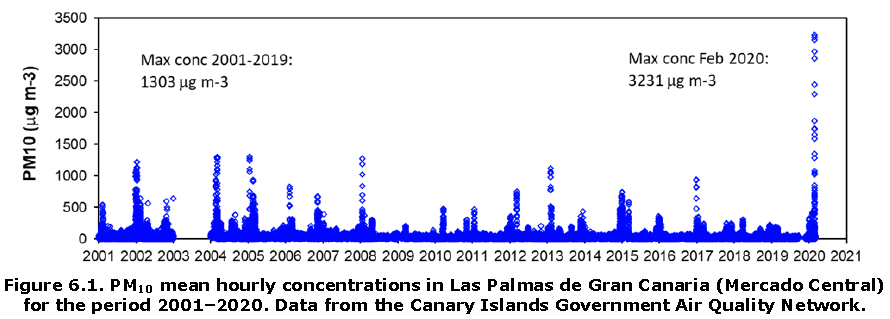 3500
3000
2500
2000
1500
1000
500
0
PM10 (µg m-3)
Max conc 2001-2019:
1303 µg m-3
Max conc Feb 2020:
3231 µg m-3
2001 2002 2003 2004 2005 2006 2007 2008 2009 2010 2011 2012 2013 2014 2015 2016 2017 2018 2019 2020 2021
Figure 6.1. PM₁₀ mean hourly concentrations in Las Palmas de Gran Canaria (Mercado Central)
for the period 2001–2020. Data from the Canary Islands Government Air Quality Network.